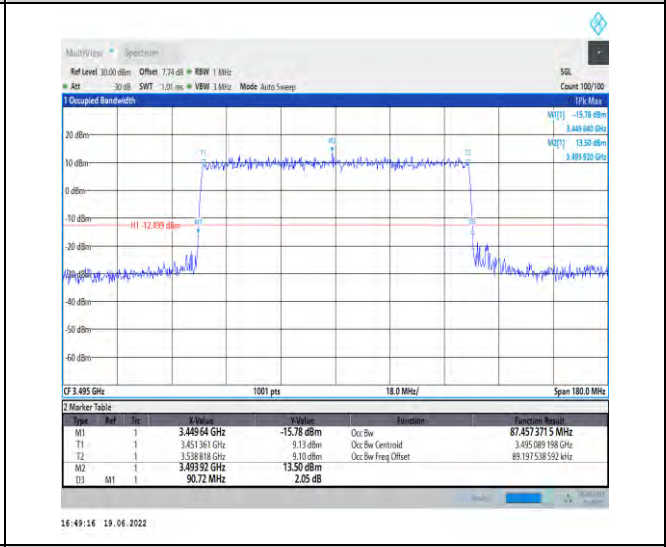 MultiView Spectrum
Ref Level 30.00 dBm Offset 7.74 dB RBW 1 MHz SGL
Att 30 dB SWT 1.01 ms VBW 3 MHz Mode Auto Sweep Count 100/100
1 Occupied Bandwidth 1Pk Max
M1[1] -15.78 dBm
3.449 640 GHz
20 dBm
M2[1] 13.50 dBm
3.493 920 GHz
M2
T1 T2
10 dBm
0 dBm
-10 dBm
H1 -12.499 dBm M1 D3
-20 dBm
-30 dBm
-40 dBm
-50 dBm
-60 dBm
CF 3.495 GHz 1001 pts 18.0 MHz/ Span 180.0 MHz
2 Marker Table
Type Ref Trc X-Value Y-Value Function Function Result
M1 1 3.449 64 GHz -15.78 dBm Occ Bw 87.457 371 5 MHz
T1 1 3.451 361 GHz 9.13 dBm Occ Bw Centroid 3.495 089 198 GHz
T2 1 3.538 818 GHz 9.10 dBm Occ Bw Freq Offset 89.197 538 592 kHz
M2 1 3.493 92 GHz 13.50 dBm
D3 M1 1 90.72 MHz 2.05 dB
16:49:16 19.06.2022